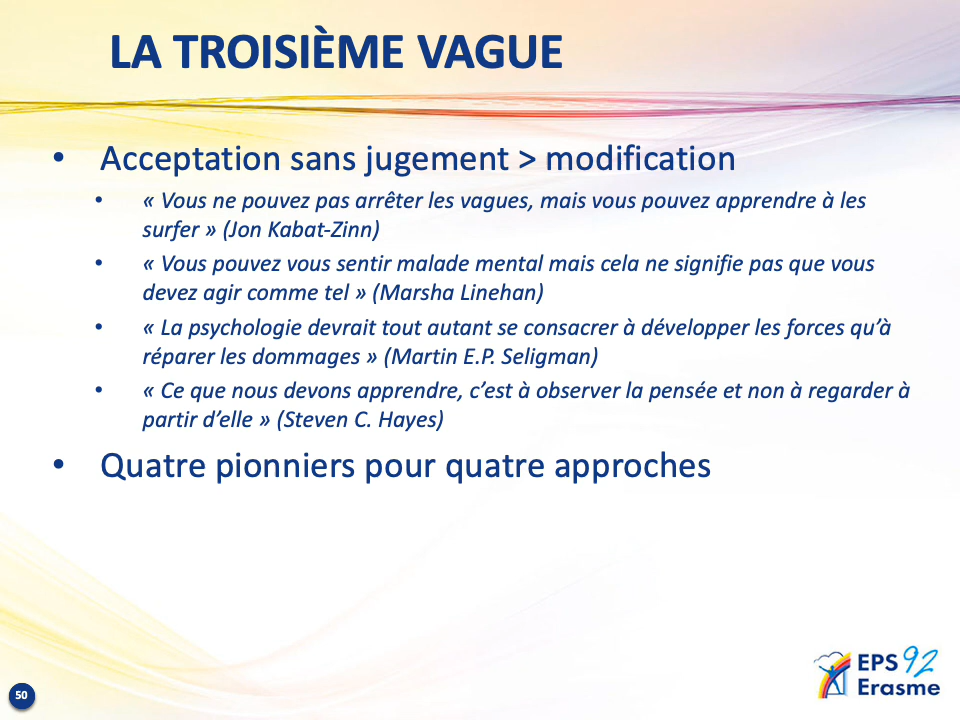 LA TROISIÈME VAGUE
• Acceptation sans jugement > modification
• « Vous ne pouvez pas arrêter les vagues, mais vous pouvez apprendre à les
surfer » (Jon Kabat-Zinn)
• « Vous pouvez vous sentir malade mental mais cela ne signifie pas que vous
devez agir comme tel » (Marsha Linehan)
• « La psychologie devrait tout autant se consacrer à développer les forces qu’à
réparer les dommages » (Martin E.P. Seligman)
• « Ce que nous devons apprendre, c’est à observer la pensée et non à regarder à
partir d’elle » (Steven C. Hayes)
• Quatre pionniers pour quatre approches
50
EPS 92
Erasme